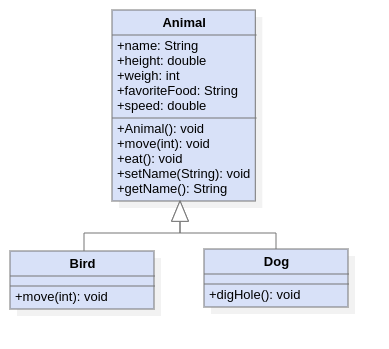 Animal
+name: String
+height: double
+weigh: int
+favoriteFood: String
+speed: double
+Animal(): void
+move(int): void
+eat(): void
+setName(String): void
+getName(): String
Bird
+move(int): void
Dog
+digHole(): void